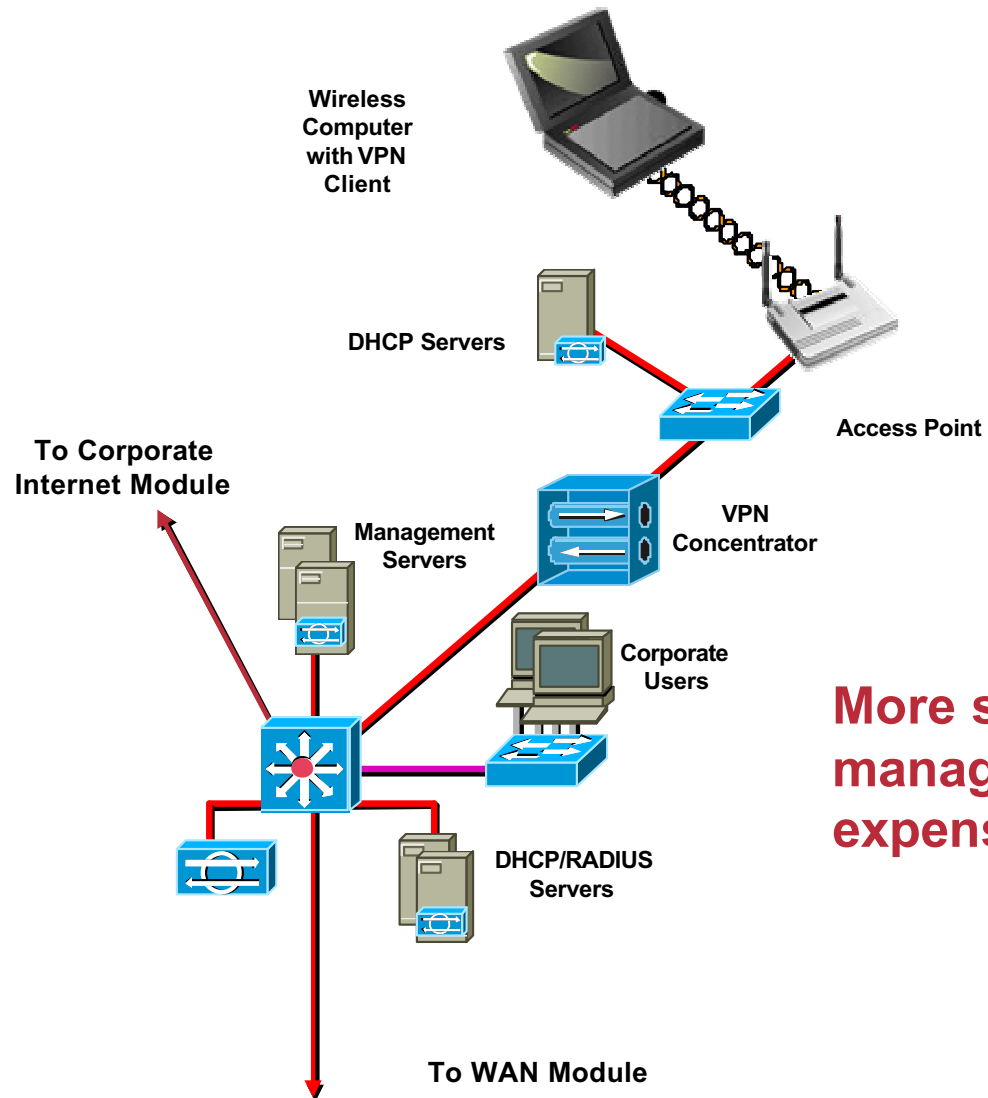 Wireless
Computer
with VPN
Client
DHCP Servers
Access Point
To Corporate
Internet Module
VPN
Concentrator
Management
Servers
Corporate
Users
More s
manag
expens
DHCP/RADIUS
Servers
To WAN Module